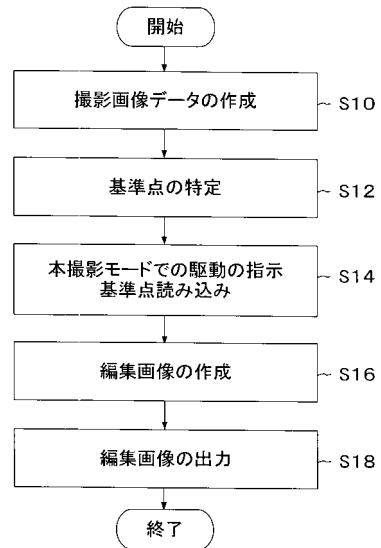 開始
撮影画像データの作成
S10
基準点の特定
S12
本撮影モードでの駆動の指示
基準点読み込み
S14
編集画像の作成
S16
編集画像の出力
S18
終了